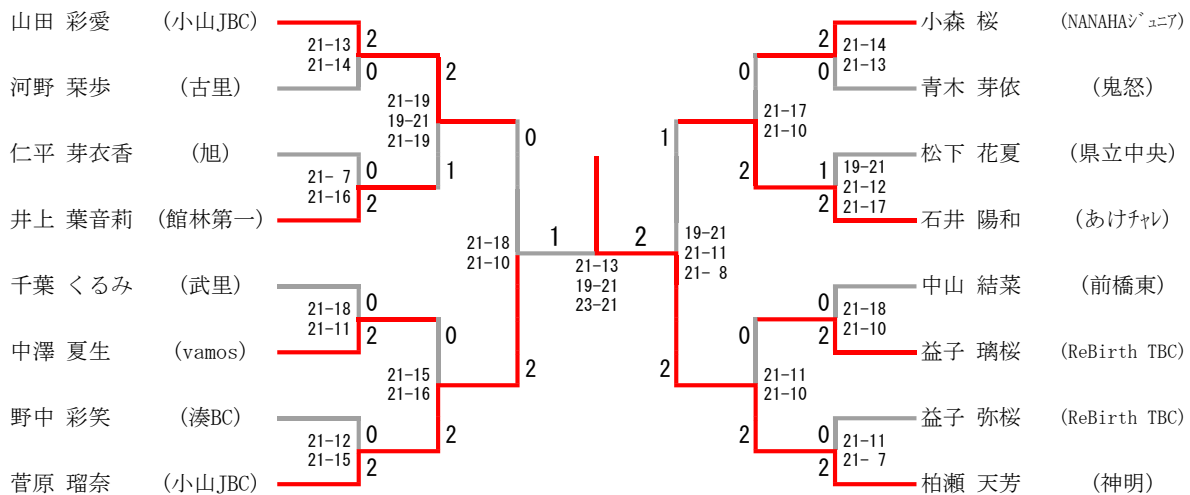 山田 彩愛 (小山JBC) 2 2 小森 桜 (NANAHAｼﾞｭﾆｱ)
21-13 21-14
21-14 21-13
2 0
河野 栞歩 (古里) 0 0 青木 芽依 (鬼怒)
21-19 21-17
19-21 21-10
21-19
0 1
仁平 芽衣香 (旭) 0 1 松下 花夏 (県立中央)
21- 7 19-21
21-16 21-12
21-17
1 2
井上 葉音莉 (館林第一) 2 2 石井 陽和 (あけﾁｬﾚ)
21-18 19-21
21-10 21-11
21- 8
1 2
21-13
19-21
23-21
千葉 くるみ (武里) 0 0 中山 結菜 (前橋東)
21-18 21-18
21-11 21-10
0 0
中澤 夏生 (vamos) 2 2 益子 璃桜 (ReBirth TBC)
21-15 21-11
21-16 21-10
2 2
野中 彩笑 (湊BC) 0 0 益子 弥桜 (ReBirth TBC)
21-12 21-11
21-15 21- 7
2 2
菅原 瑠奈 (小山JBC) 2 2 柏瀬 天芳 (神明)